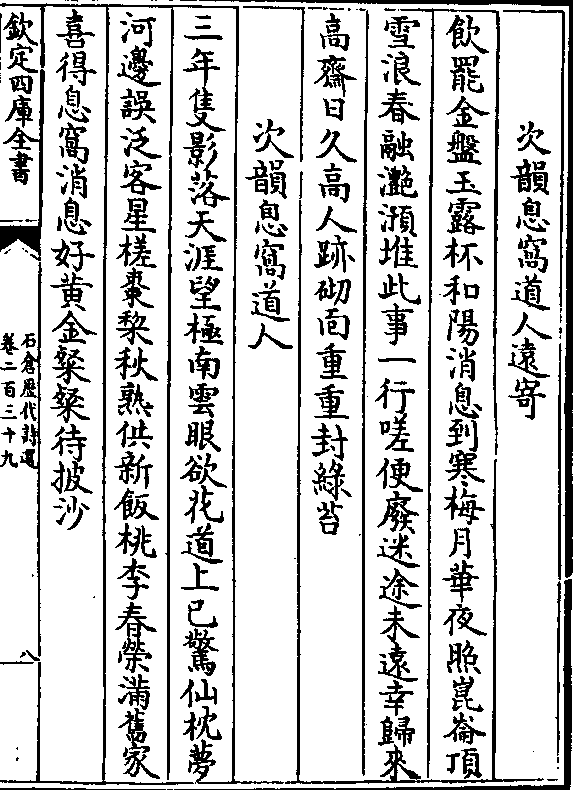 次韻息窩道人遠寄
飲罷金盤玉露杯和陽消息到寒梅月華夜照崑崙頂
雪浪春融灔澦堆此事一行嗟便廢迷途未遠幸歸來
高齋日久高人跡砌面重重封綠苔
次韻息窩道人
三年隻影落天涯望極南雲眼欲花道上已驚仙枕夢
河邊誤泛客星槎棗棃秋熟供新飯桃李春榮滿舊家
喜得息窩消息好黄金粲粲待披沙
欽定四庫全書
石倉歷代詩選
卷二百三十九
八